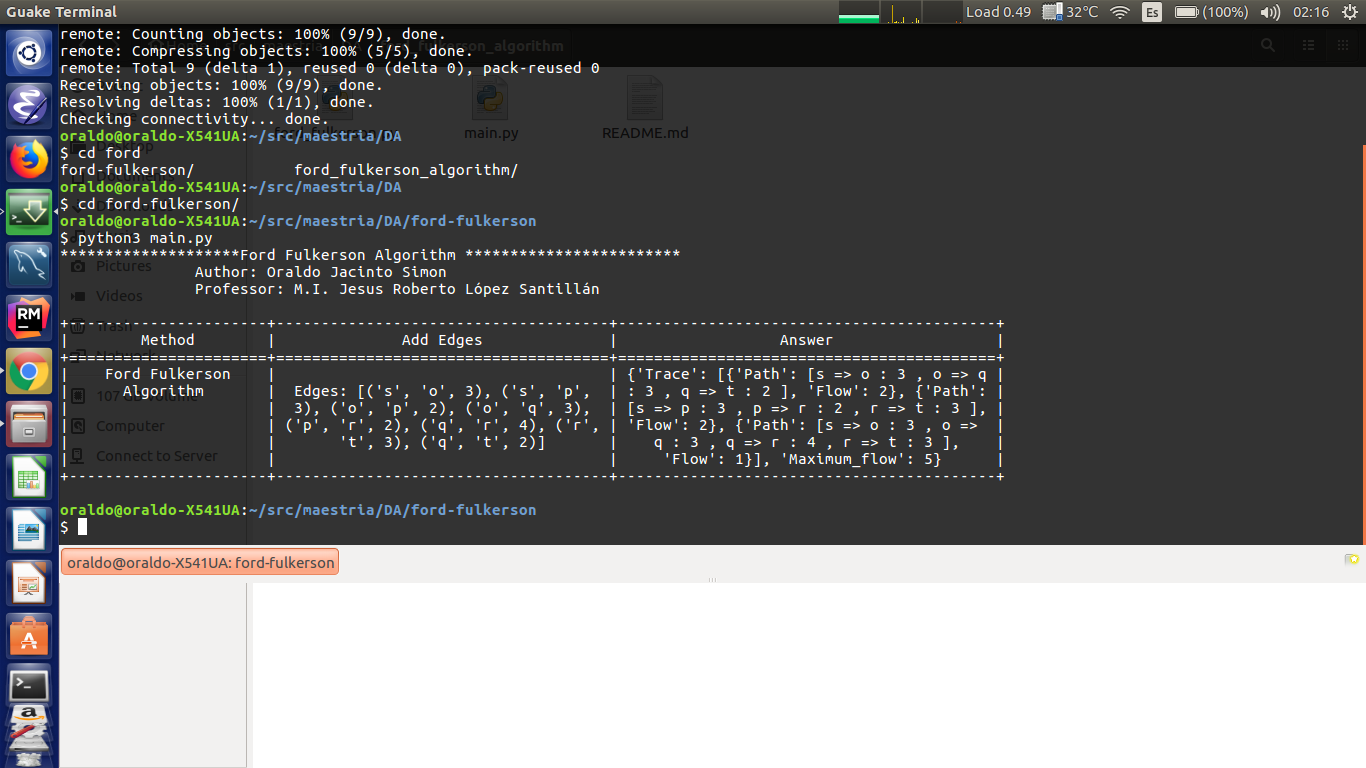 Guake Terminal
Load 0.49
32°C
Es
(100%)
02:16
remote: Counting objects: 100% (9/9), done.
remote: Compressing objects: 100% (5/5), done.
remote: Total 9 (delta 1), reused 0 (delta 0), pack-reused 0
Receiving objects: 100% (9/9), done.
Resolving deltas: 100% (1/1), done.
Checking connectivity... done.
main.py
README.md
oraldo@oraldo-X541UA:~/src/maestria/DA
$ cd ford
ford-fulkerson/           ford_fulkerson_algorithm/
oraldo@oraldo-X541UA:~/src/maestria/DA
$ cd ford-fulkerson/
oraldo@oraldo-X541UA:~/src/maestria/DA/ford-fulkerson
$ python3 main.py
********************Ford Fulkerson Algorithm ************************
               Author: Oraldo Jacinto Simon
               Professor: M.I. Jesus Roberto López Santillán
+----------------------+-------------------------------------+------------------------------------------+
|        Method        |              Add Edges              |                  Answer                  |
+======================+=====================================+==========================================+
|    Ford Fulkerson    |                                     | {'Trace': [{'Path': [s => o : 3 , o => q |
|      Algorithm       |  Edges: [('s', 'o', 3), ('s', 'p',  | : 3 , q => t : 2 ], 'Flow': 2}, {'Path': |
|                      |  3), ('o', 'p', 2), ('o', 'q', 3),  | [s => p : 3 , p => r : 2 , r => t : 3 ], |
|                      | ('p', 'r', 2), ('q', 'r', 4), ('r', | 'Flow': 2}, {'Path': [s => o : 3 , o =>  |
|                      |       't', 3), ('q', 't', 2)]       |    q : 3 , q => r : 4 , r => t : 3 ],    |
|                      |                                     |     'Flow': 1}], 'Maximum_flow': 5}      |
+----------------------+-------------------------------------+------------------------------------------+
Pictures
Videos
Trash
Computer
Connect to Server
oraldo@oraldo-X541UA:~/src/maestria/DA/ford-fulkerson
$
oraldo@oraldo-X541UA: ford-fulkerson
RM